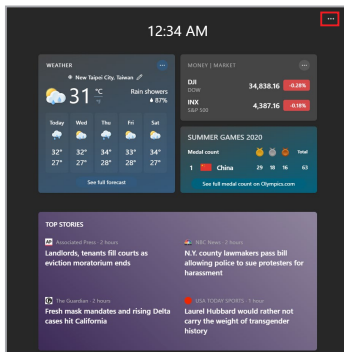 12:34 AM
WEATHER
New Taipei City, Taiwan
31 °C
Rain showers
87%
Today Wed Thu Fri Sat
32° 32° 32° 33° 34°
27° 27° 28° 27° 28°
See full forecast
MONEY | MARKET
DJI
DOW
34,838.16 -0.28%
INX
S&P 500
4,387.16 -0.18%
SUMMER GAMES 2020
Medal count Total
1 China 29 18 16 63
See full medal count on Olympics.com
TOP STORIES
AP Associated Press · 2 hours
Landlords, tenants fill courts as
eviction moratorium ends
NBC News · 2 hours
N.Y. county lawmakers pass bill
allowing police to sue protesters for
harassment
The Guardian · 2 hours
Fresh mask mandates and rising Delta
cases hit California
USA TODAY SPORTS · 1 hour
Laurel Hubbard would rather not
carry the weight of transgender
history